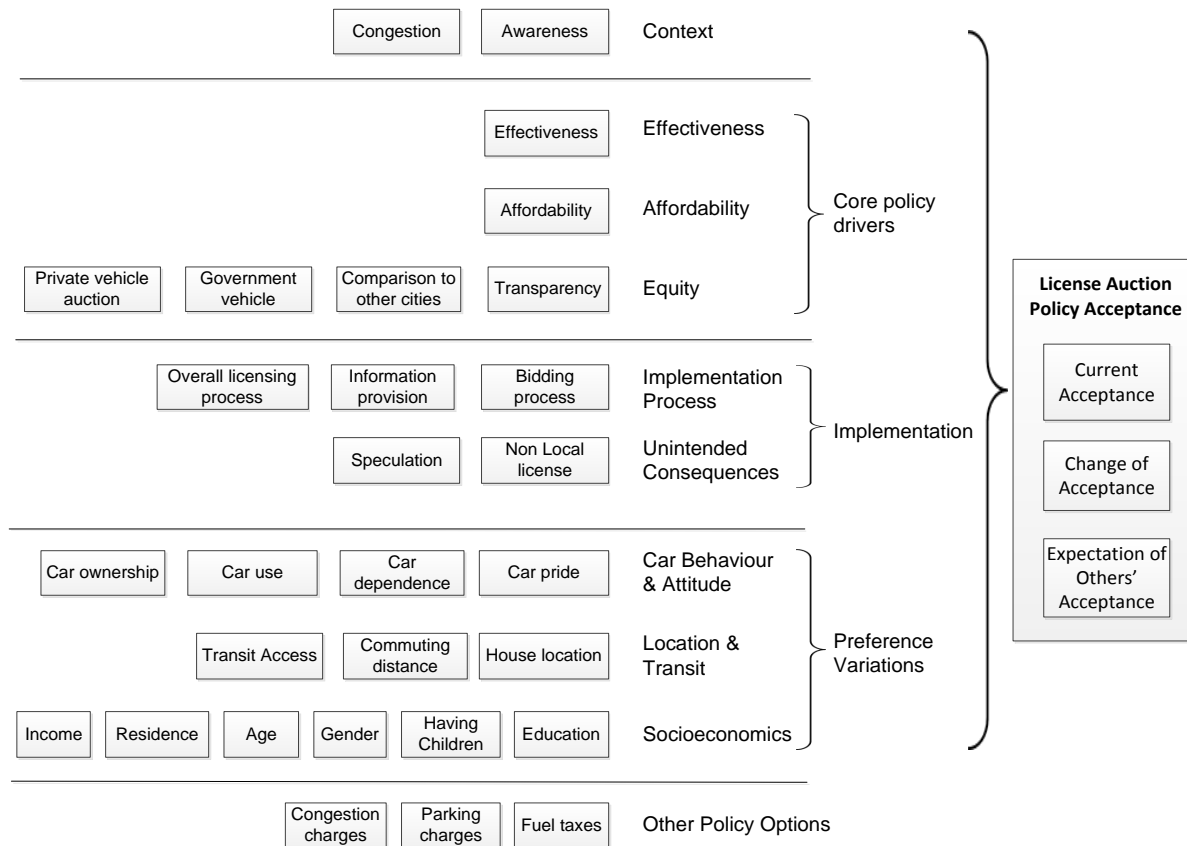 Congestion
Awareness
Context
Effectiveness
Effectiveness
Affordability
Affordability
Core policy
drivers
Private vehicle
auction
Government
vehicle
Comparison to
other cities
Transparency
Equity
Overall licensing
process
Information
provision
Bidding
process
Implementation
Process
Speculation
Non Local
license
Unintended
Consequences
Implementation
Car ownership
Car use
Car
dependence
Car pride
Car Behaviour
& Attitude
Transit Access
Commuting
distance
House location
Location &
Transit
Preference
Variations
Income
Residence
Age
Gender
Having
Children
Education
Socioeconomics
Congestion
charges
Parking
charges
Fuel taxes
Other Policy Options
License Auction
Policy Acceptance
Current
Acceptance
Change of
Acceptance
Expectation of
Others’
Acceptance